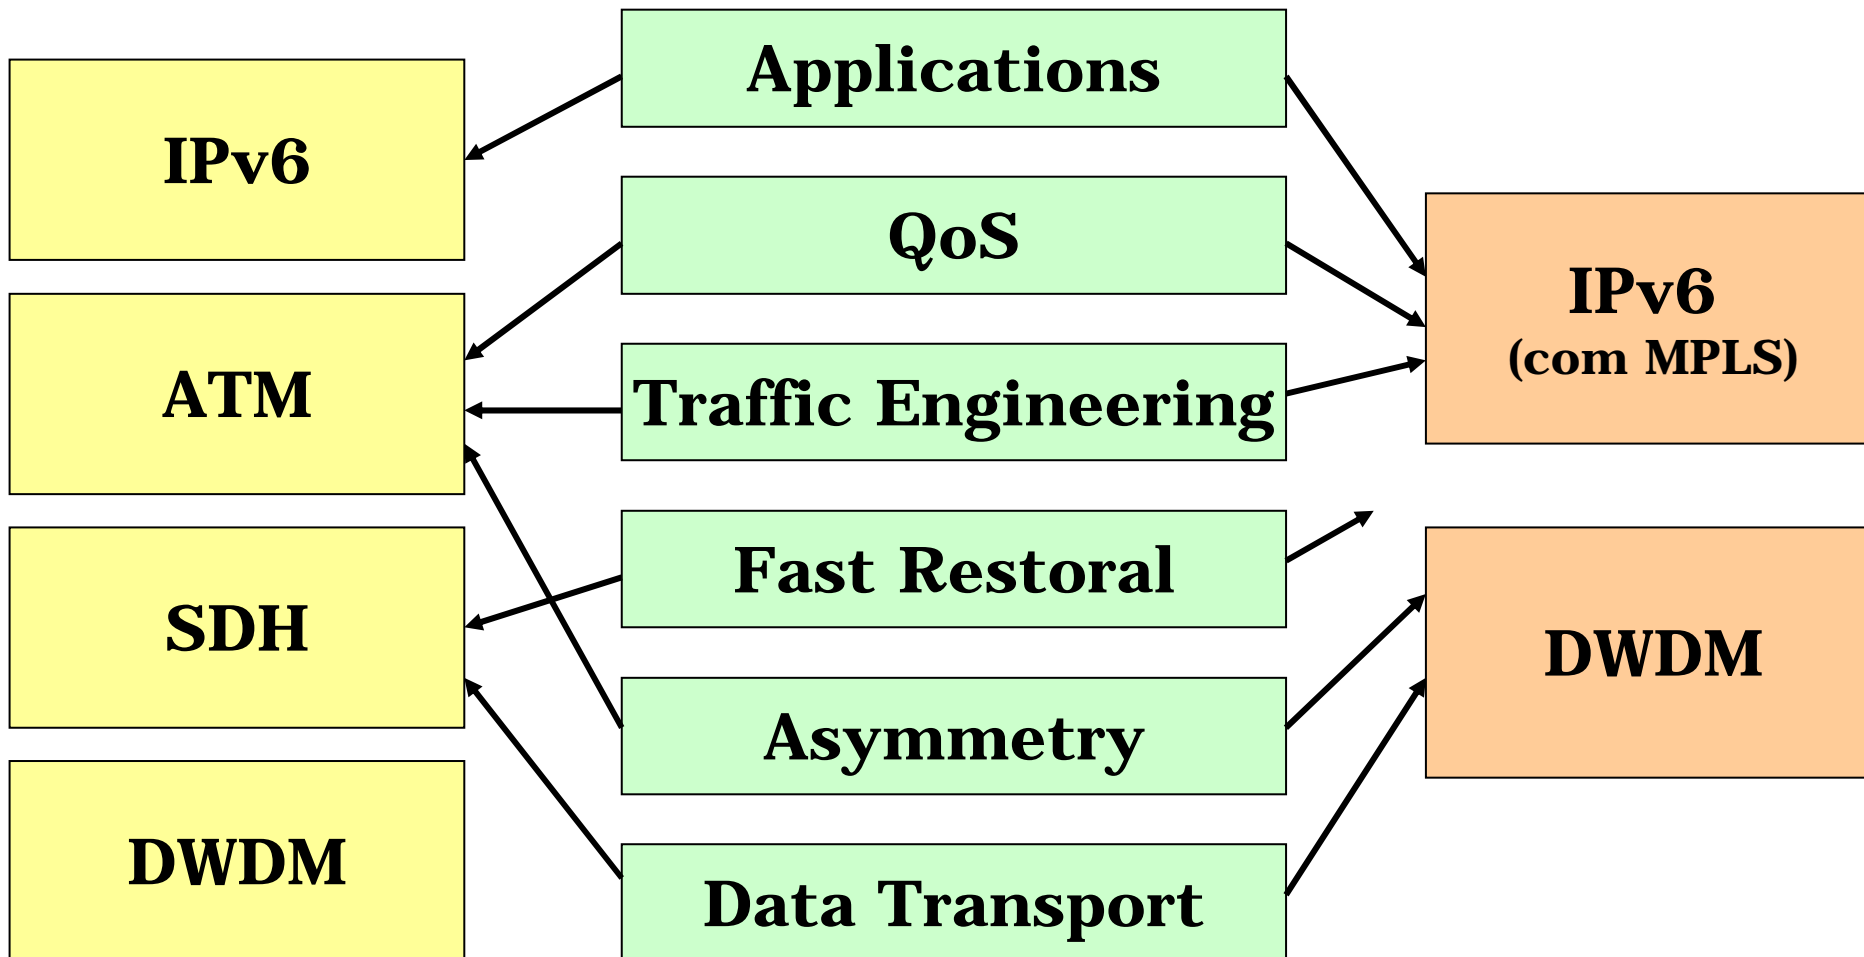 IPv6
ATM
SDH
DWDM
Applications
QoS
Traffic Engineering
Fast Restoral
Asymmetry
Data Transport
IPv6
(com MPLS)
DWDM